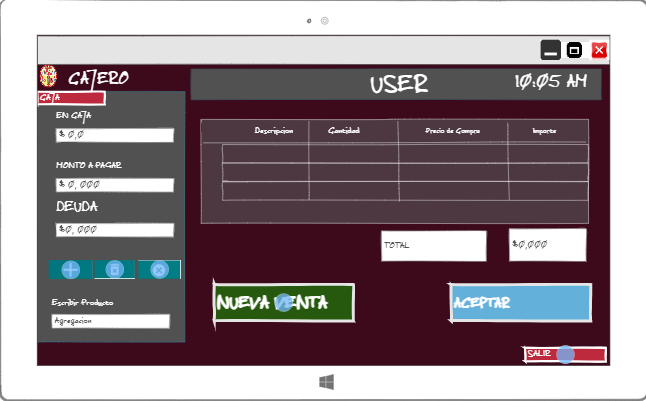 CAJERO
USER
10:05 AM
CAJA
EN CAJA
$ 0,0
MONTO A PAGAR
$ 0,000
DEUDA
$0,000
Escribir Producto
Agregacion
Descripcion Cantidad Precio de Compra Importe
TOTAL
$0,000
NUEVA VENTA
ACEPTAR
SALIR